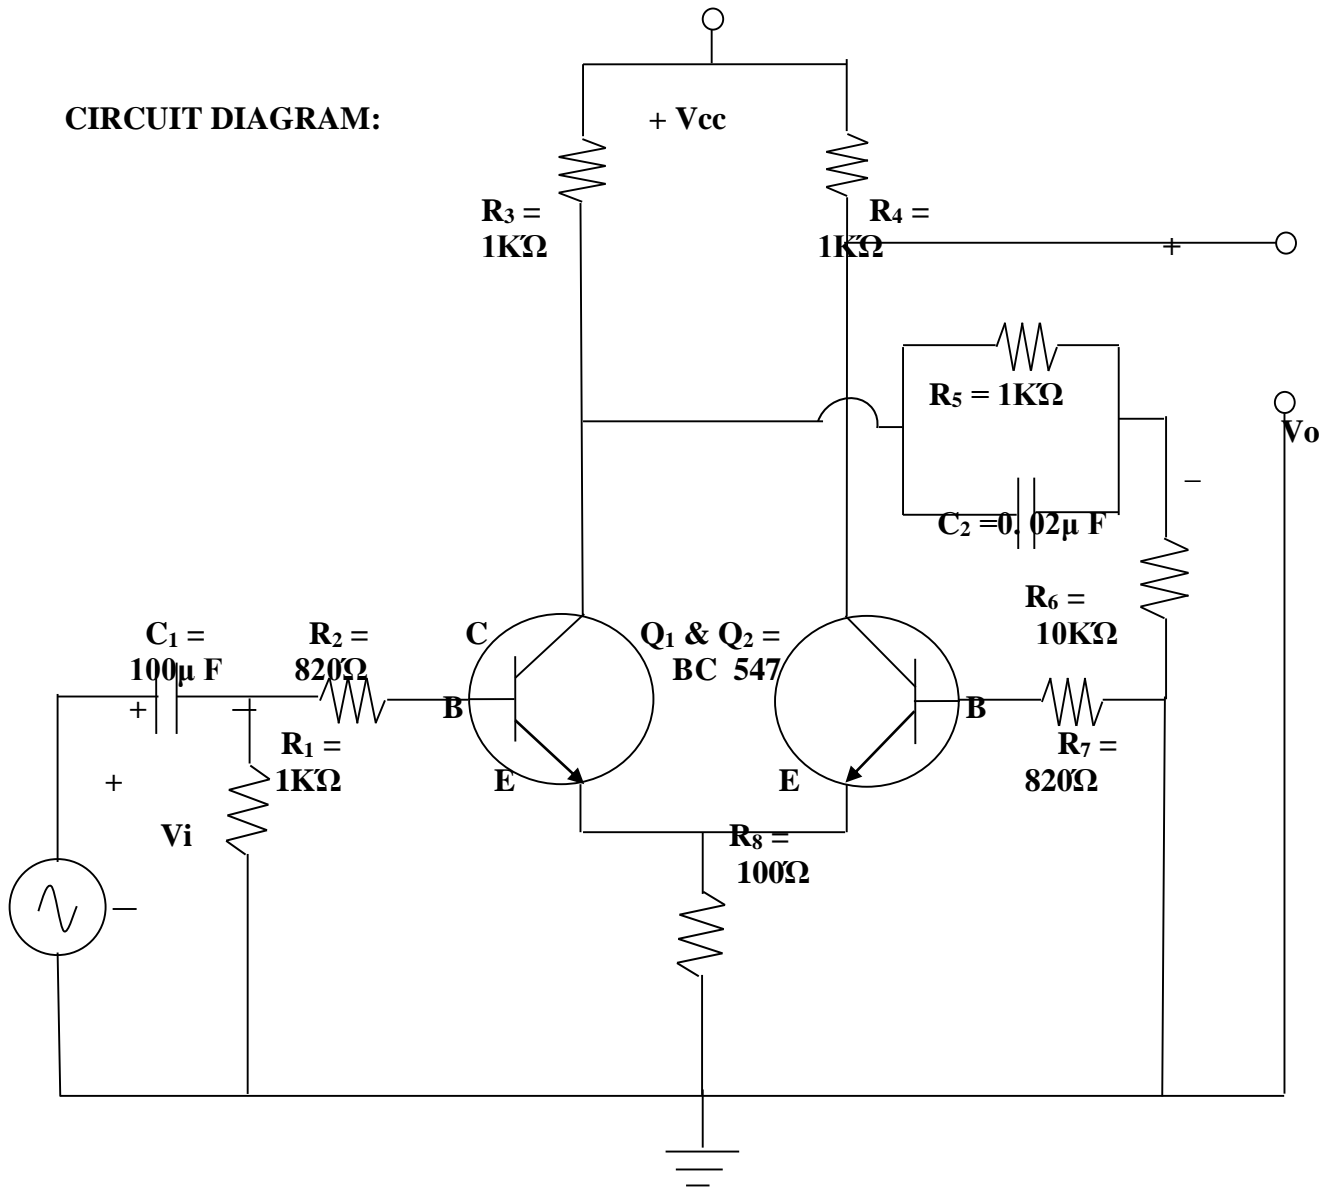 CIRCUIT DIAGRAM:
+ Vcc
R₃ =
1KΩ
R₄ =
1KΩ
+
R₅ = 1KΩ
Vo
–
C₂ =0. 02μ F
R₆ =
10KΩ
C₁ =
100μ F
R₂ =
820Ω
C
Q₁ & Q₂ =
BC 547
+
–
B
B
R₁ =
1KΩ
R₇ =
820Ω
+
E
E
Vi
R₈ =
100Ω
–